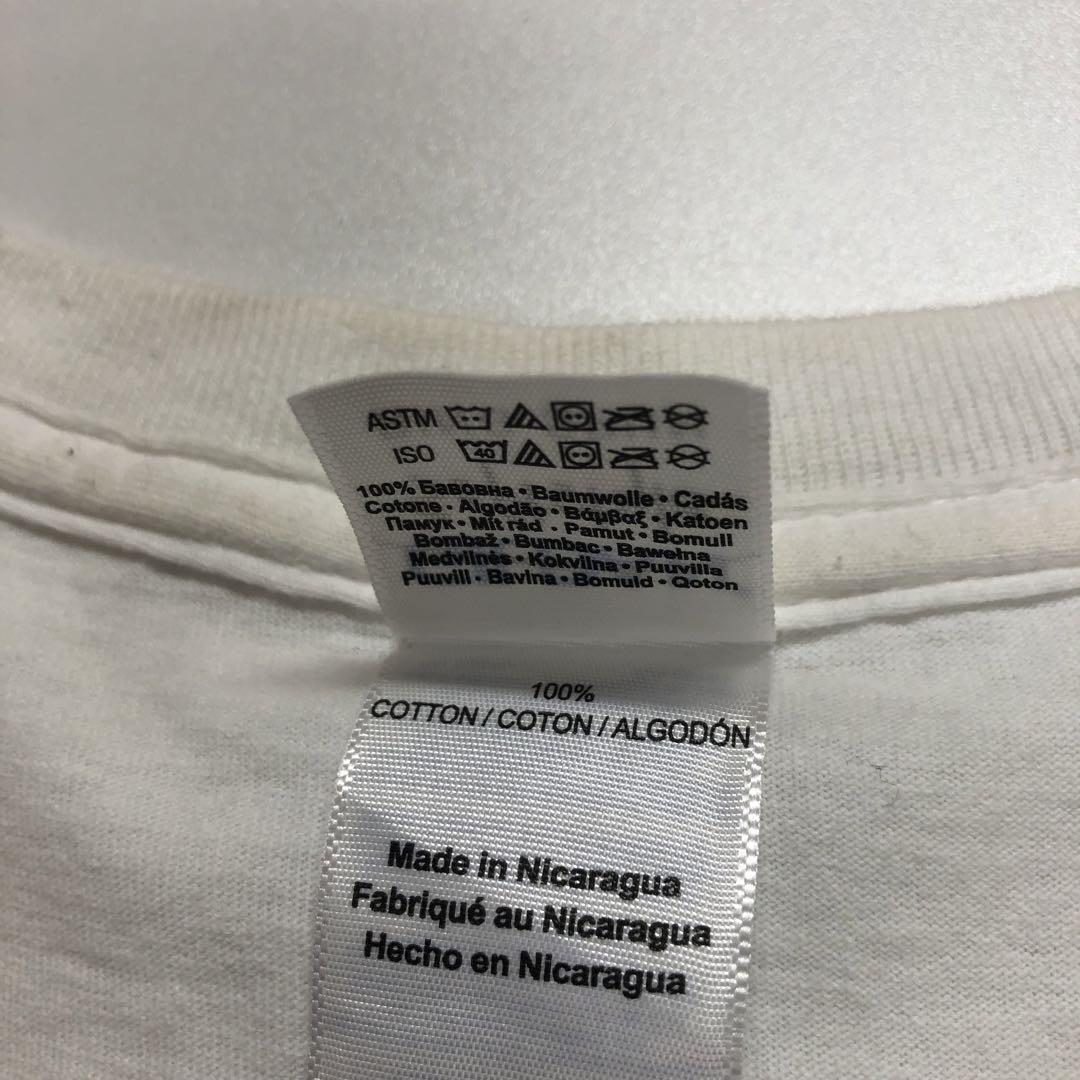 ASTM
ISO 40
100% Бавовна • Baumwolle • Cadás
Cotone • Algodão • Βάμβαξ • Katoen
Памук • Mit rád • Pamut • Bomull
Bombaž • Bumbac • Bawełna
Medvilnės • Kokvilna • Puuvilla
Puuvill • Bavlna • Bomuld • Qoton
100%
COTTON / COTON / ALGODÓN
Made in Nicaragua
Fabriqué au Nicaragua
Hecho en Nicaragua